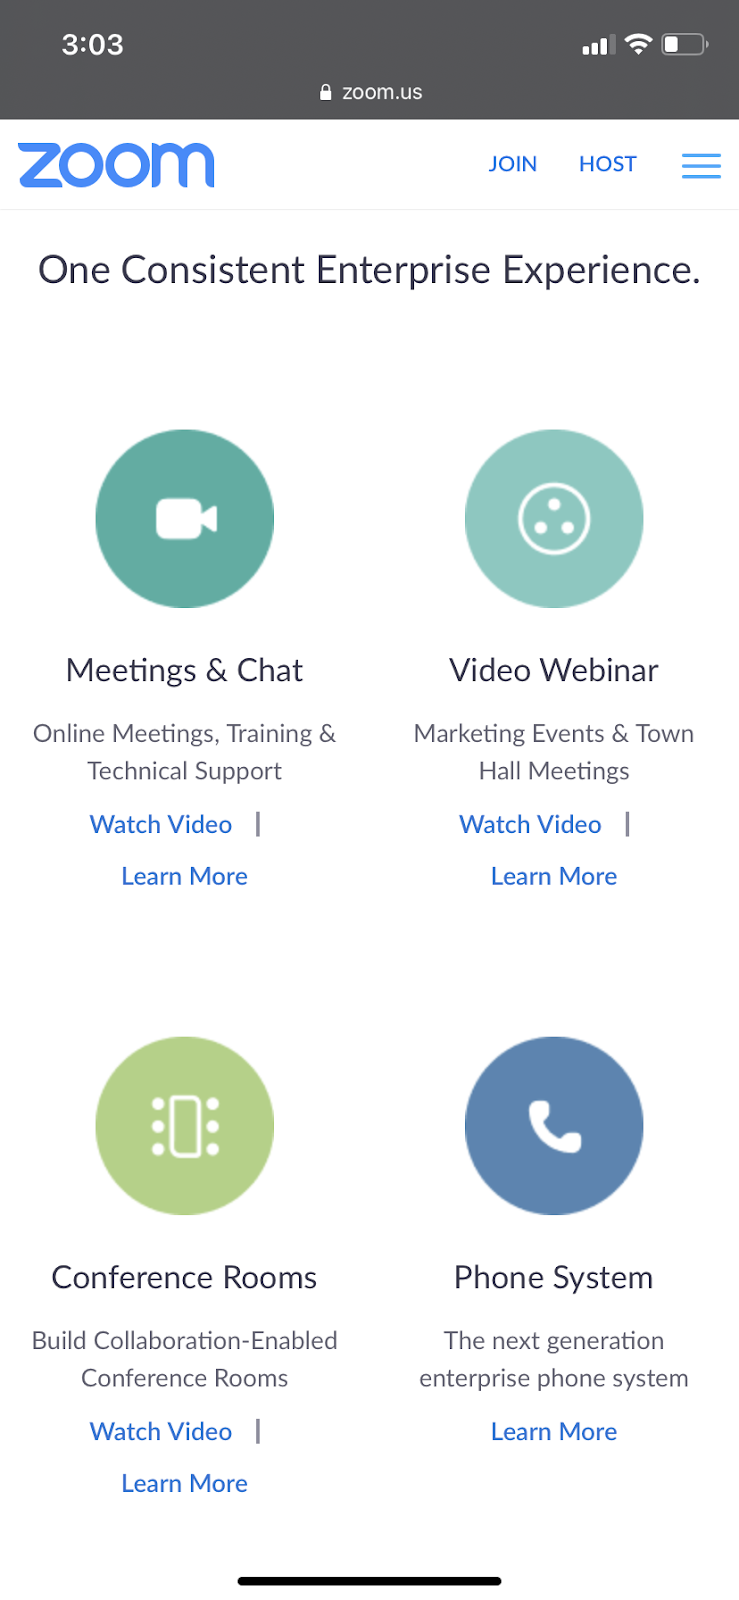 3:03
zoom.us
zoom
JOIN HOST
One Consistent Enterprise Experience.
Meetings & Chat
Online Meetings, Training &
Technical Support
Watch Video |
Learn More
Video Webinar
Marketing Events & Town
Hall Meetings
Watch Video |
Learn More
Conference Rooms
Build Collaboration-Enabled
Conference Rooms
Watch Video |
Learn More
Phone System
The next generation
enterprise phone system
Learn More